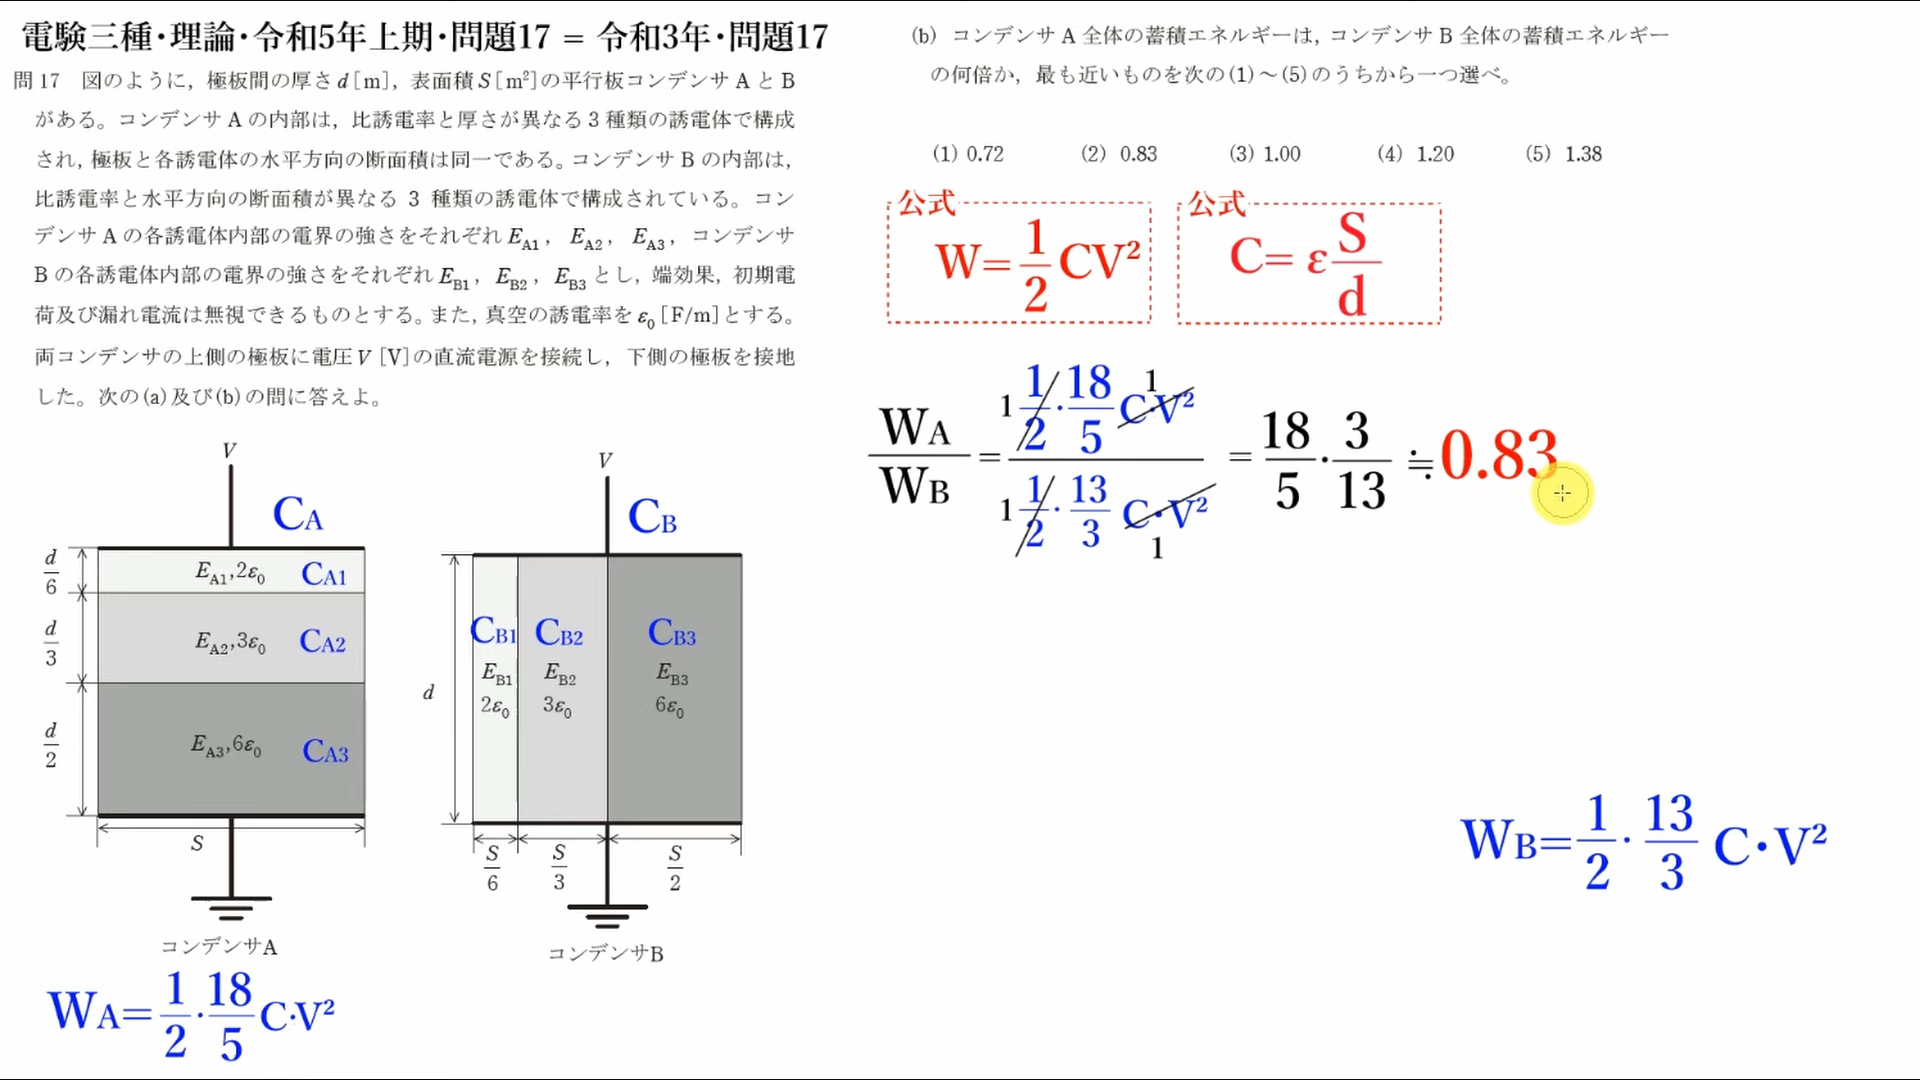 電験三種・理論・令和5年上期・問題17 = 令和3年・問題17
問17 図のように,極板間の厚さd[m],表面積S[m²]の平行板コンデンサAとB
がある。コンデンサAの内部は,比誘電率と厚さが異なる3種類の誘電体で構成
され,極板と各誘電体の水平方向の断面積は同一である。コンデンサBの内部は,
比誘電率と水平方向の断面積が異なる 3 種類の誘電体で構成されている。コン
デンサAの各誘電体内部の電界の強さをそれぞれE_A1, E_A2, E_A3, コンデンサ
Bの各誘電体内部の電界の強さをそれぞれE_B1, E_B2, E_B3とし,端効果,初期電
荷及び漏れ電流は無視できるものとする。また,真空の誘電率をε₀[F/m]とする。
両コンデンサの上側の極板に電圧V [V]の直流電源を接続し,下側の極板を接地
した。次の(a)及び(b)の問に答えよ。
V
C_A
d/6
E_A1,2ε₀ C_A1
d/3
E_A2,3ε₀ C_A2
d/2
E_A3,6ε₀ C_A3
S
コンデンサA
W_A=1/2・18/5 C・V²
V
C_B
d
C_B1 C_B2 C_B3
E_B1 E_B2 E_B3
2ε₀ 3ε₀ 6ε₀
S/6 S/3 S/2
コンデンサB
(b) コンデンサA全体の蓄積エネルギーは,コンデンサB全体の蓄積エネルギー
の何倍か,最も近いものを次の(1)～(5)のうちから一つ選べ。
(1) 0.72 (2) 0.83 (3) 1.00 (4) 1.20 (5) 1.38
公式
W=1/2 CV²
公式
C=ε S/d
W_A/W_B = (1 1/2・18/5 C・V² 1)/(1 1/2・13/3 C・V² 1) = 18/5・3/13 ≒0.83
W_B=1/2・13/3 C・V²